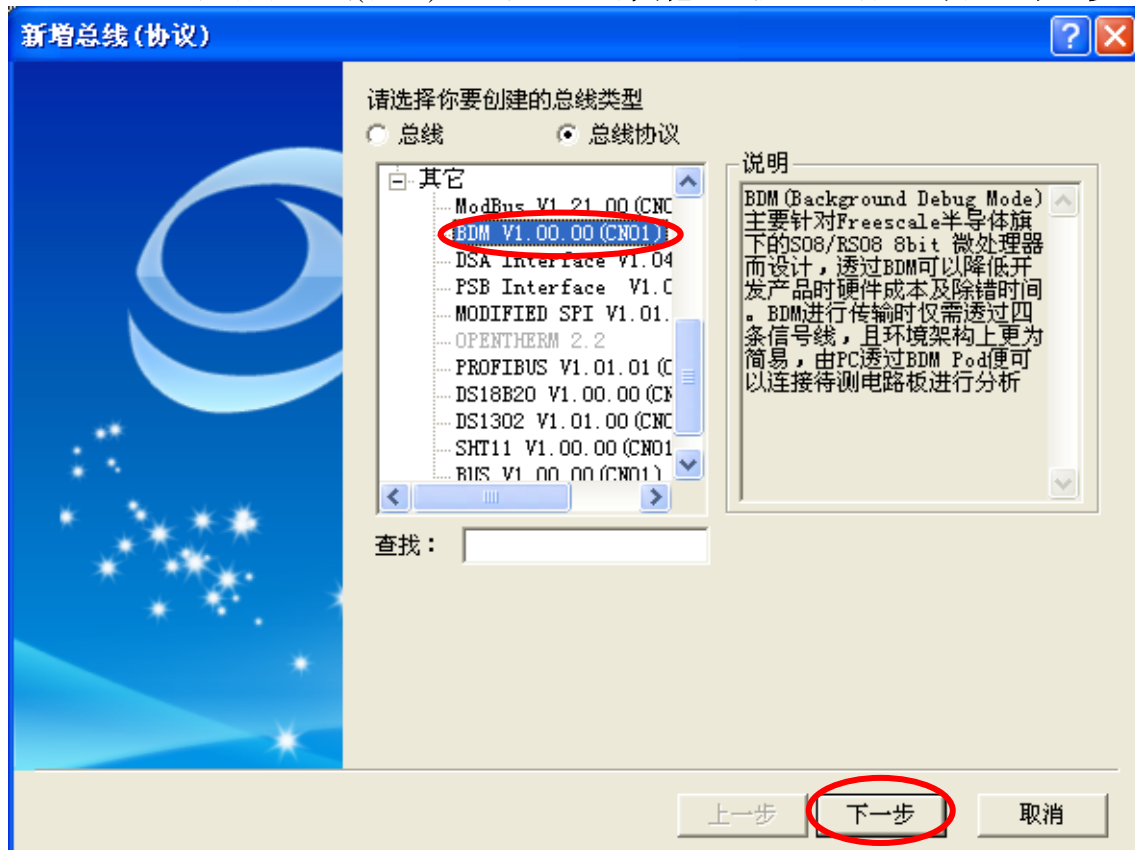 新增总线(协议)
请选择你要创建的总线类型
总线
总线协议
其它
ModBus V1.21.00(CNO
BDM V1.00.00(CN01)
DSA Interface V1.04
PSB Interface V1.0
MODIFIED SPI V1.01.
OPENTHERM 2.2
PROFIBUS V1.01.01(C
DS18B20 V1.00.00(CN
DS1302 V1.01.00(CNO
SHT11 V1.00.00(CN01
BUS V1.00.00(CN01)
说明
BDM(Background Debug Mode)
主要针对Freescale半导体旗
下的S08/RS08 8bit 微处理器
而设计，透过BDM可以降低开
发产品时硬件成本及除错时间
。BDM进行传输时仅需透过四
条信号线，且环境架构上更为
简易，由PC透过BDM Pod便可
以连接待测电路板进行分析
查找：
上一步
下一步
取消